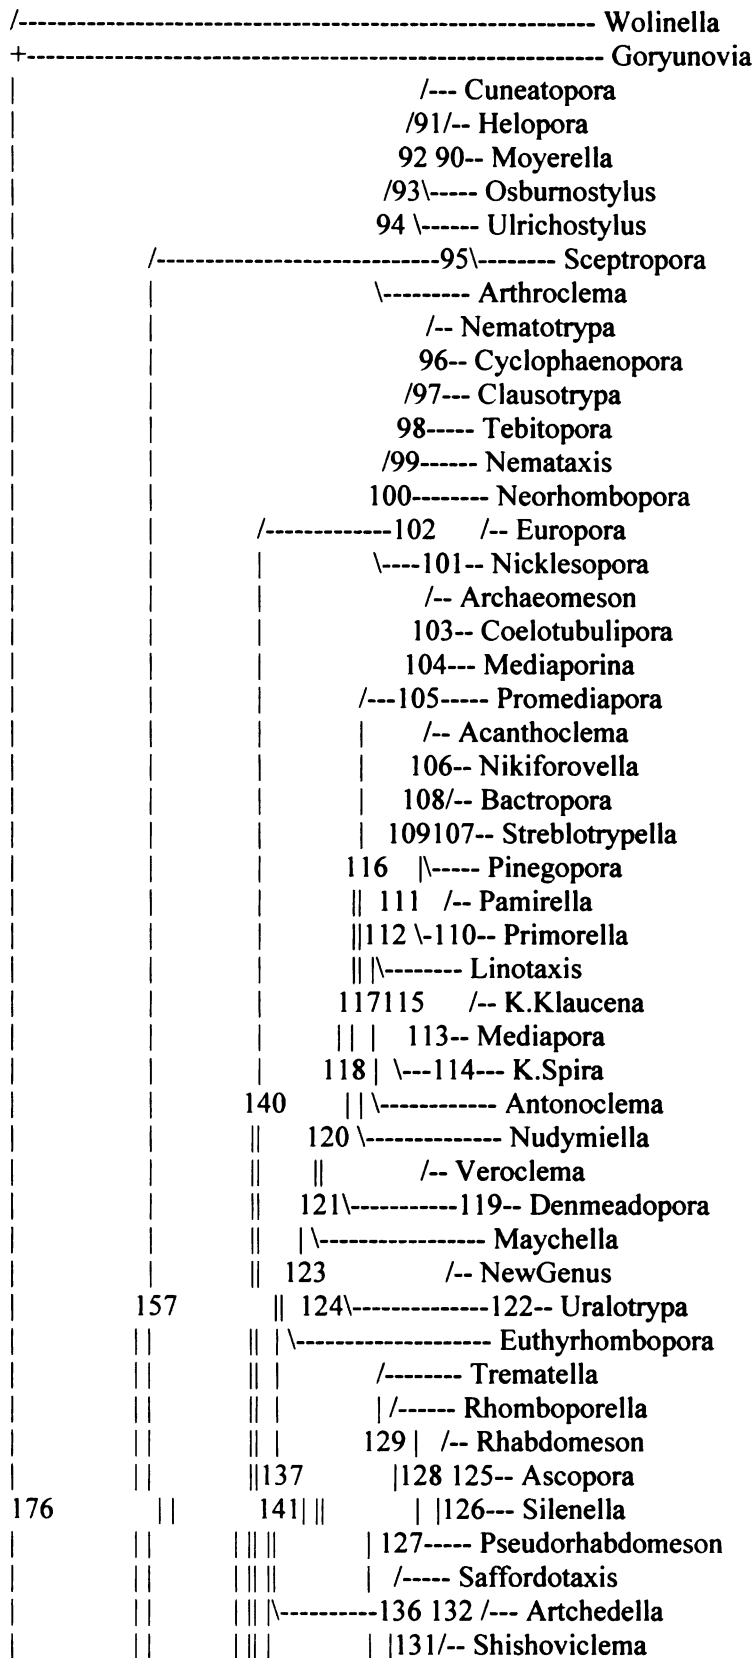 /------------------------------------------------------------ Wolinella
+------------------------------------------------------------ Goryunovia
| /--- Cuneatopora
| /91/-- Helopora
| 92 90-- Moyerella
| /93\----- Osburnostylus
| 94 \------ Ulrichostylus
| /-----------------------------95\-------- Sceptropora
| | \--------- Arthroclema
| | /-- Nematotrypa
| | 96-- Cyclophaenopora
| | /97--- Clausotrypa
| | 98----- Tebitopora
| | /99------ Nemataxis
| | 100-------- Neorhombopora
| | /-------------102 /-- Europora
| | | \----101-- Nicklesopora
| | | /-- Archaeomeson
| | | 103-- Coelotubulipora
| | | 104--- Mediaporina
| | | /---105----- Promediapora
| | | | /-- Acanthoclema
| | | | 106-- Nikiforovella
| | | | 108/-- Bactropora
| | | | 109107-- Streblotrypella
| | | 116 |\----- Pinegopora
| | | || 111 /-- Pamirella
| | | ||112 \-110-- Primorella
| | | || |\-------- Linotaxis
| | | 117115 /-- K.Klaucena
| | | || | 113-- Mediapora
| | | 118 | \---114--- K.Spira
| | 140 ||\------------ Antonoclema
| | || 120 \-------------- Nudymiella
| | || || /-- Veroclema
| | || 121\-----------119-- Denmeadopora
| | || |\----------------- Maychella
| | || 123 /-- NewGenus
| 157 || 124\--------------122-- Uralotrypa
| || || | \-------------------- Euthyrhombopora
| || || | /-------- Trematella
| || || | | /------ Rhomboporella
| || || | 129 | /-- Rhabdomeson
| || ||137 |128 125-- Ascopora
176 || 141| || | |126--- Silenella
| || ||| || | 127----- Pseudorhabdomeson
| || ||| || | /----- Saffordotaxis
| || ||| |\----------136 132 /--- Artchedella
| || ||| | | |131/-- Shishoviclema